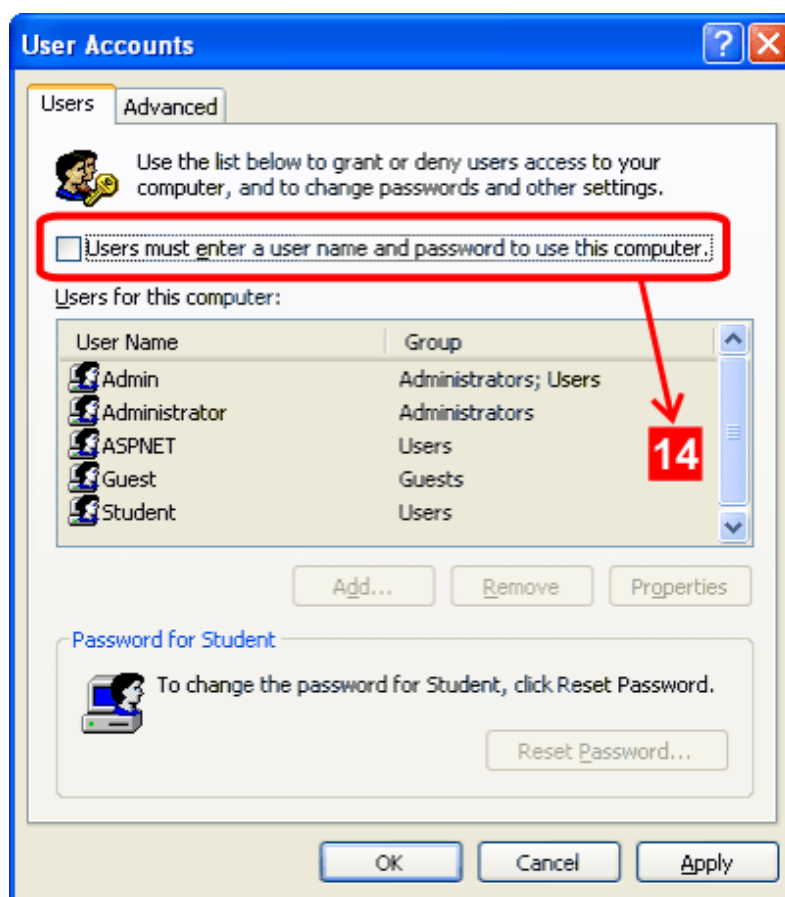 User Accounts
Users Advanced
Use the list below to grant or deny users access to your
computer, and to change passwords and other settings.
Users must enter a user name and password to use this computer.
Users for this computer:
User Name Group
Admin Administrators; Users
Administrator Administrators
ASPNET Users
14
Guest Guests
Student Users
Add... Remove Properties
Password for Student
To change the password for Student, click Reset Password.
Reset Password...
OK Cancel Apply